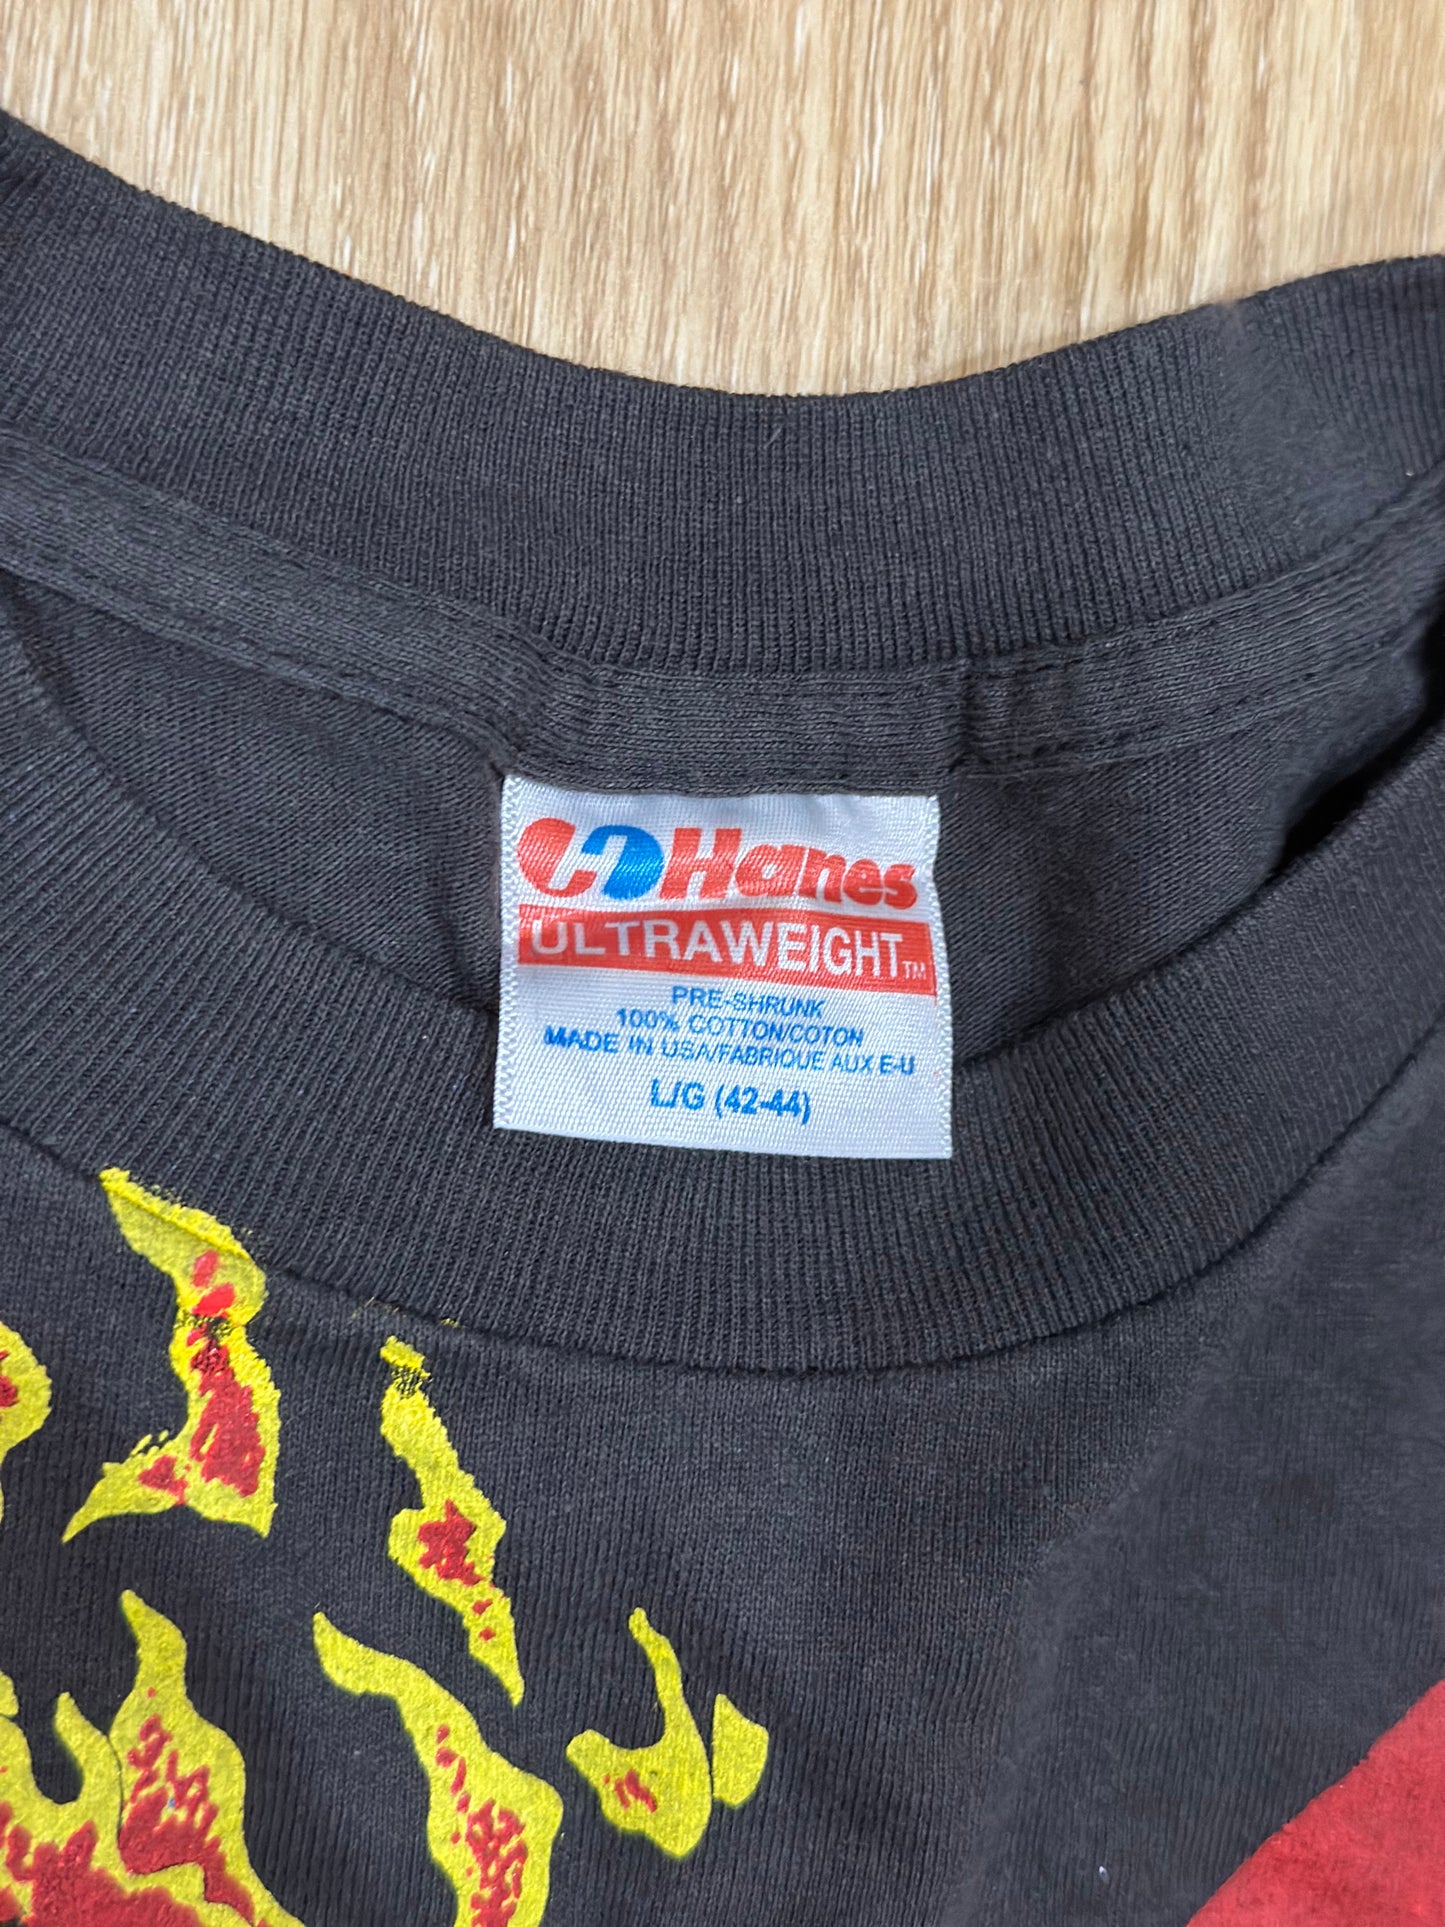 Hanes
ULTRAWEIGHT™
PRE-SHRUNK
100% COTTON/COTON
MADE IN USA/FABRIQUE AUX E-U
L/G (42-44)